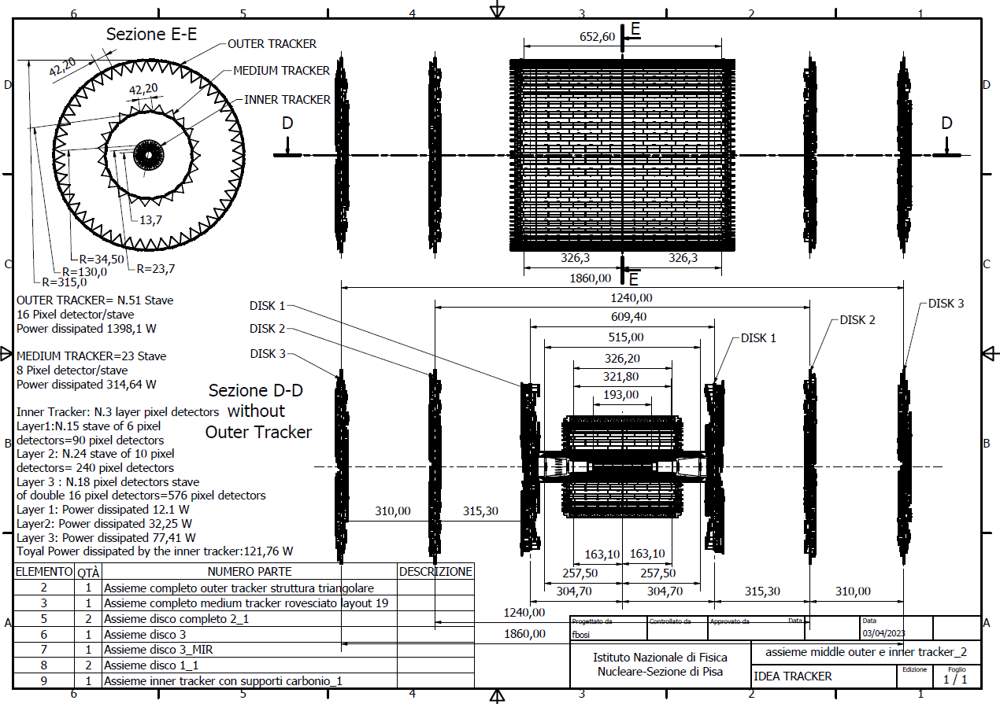 6 5 4 3 2 1
Sezione E-E
OUTER TRACKER
MEDIUM TRACKER
INNER TRACKER
42,20
42,20
13,7
R=34,50
R=23,7
R=130,0
R=315,0
D
D
E
652,60
326,3 326,3
E
1860,00
1240,00
609,40
515,00
326,20
321,80
193,00
DISK 1
DISK 2
DISK 3
DISK 1
DISK 2
DISK 3
D D
C C
B B
A A
OUTER TRACKER= N.51 Stave
16 Pixel detector/stave
Power dissipated 1398,1 W
MEDIUM TRACKER=23 Stave
8 Pixel detector/stave
Power dissipated 314,64 W
Inner Tracker: N.3 layer pixel detectors
Layer1:N.15 stave of 6 pixel
detectors=90 pixel detectors
Layer 2: N.24 stave of 10 pixel
detectors= 240 pixel detectors
Layer 3 : N.18 pixel detectors stave
of double 16 pixel detectors=576 pixel detectors
Layer 1: Power dissipated 12.1 W
Layer2: Power dissipated 32,25 W
Layer 3: Power dissipated 77,41 W
Toyal Power dissipated by the inner tracker:121,76 W
Sezione D-D
without
Outer Tracker
310,00 315,30
163,10 163,10
257,50 257,50
304,70 304,70 315,30 310,00
1240,00
1860,00
ELEMENTO QTÀ NUMERO PARTE DESCRIZIONE
2 1 Assieme completo outer tracker struttura triangolare
3 1 Assieme completo medium tracker rovesciato layout 19
5 2 Assieme disco completo 2_1
6 1 Assieme disco 3
7 1 Assieme disco 3_MIR
8 2 Assieme disco 1_1
9 1 Assieme inner tracker con supporti carbonio_1
Progettato da
fbosi
Controllato da
Approvato da
Data
Data
03/04/2023
Istituto Nazionale di Fisica
Nucleare-Sezione di Pisa
assieme middle outer e inner tracker_2
IDEA TRACKER
Edizione
Foglio
1 / 1
6 5 4 3 2 1